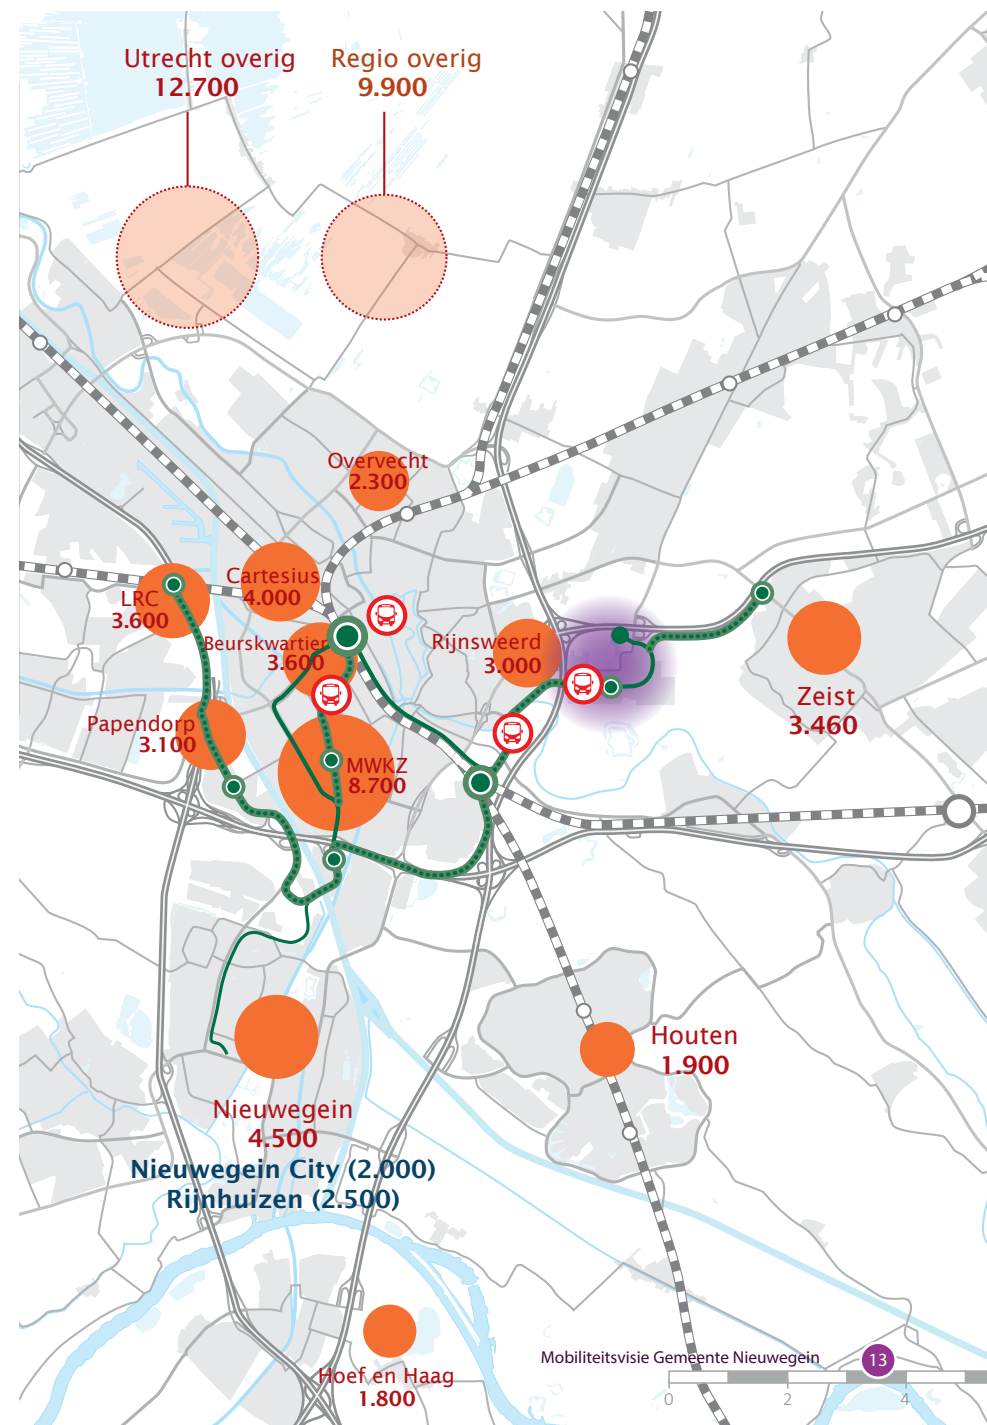 Utrecht overig
12.700
Regio overig
9.900
Overvecht
2.300
Cartesius
4.000
LRC
3.600
Beurskwartier
3.600
Rijnsweerd
3.000
Zeist
3.460
Papendorp
3.100
MWKZ
8.700
Houten
1.900
Nieuwegein
4.500
Nieuwegein City (2.000)
Rijnhuizen (2.500)
Hoef en Haag
1.800
Mobiliteitsvisie Gemeente Nieuwegein
13
0 2 4